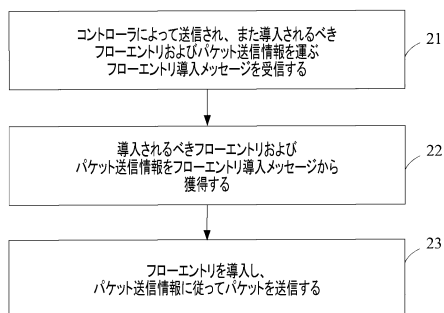 コントローラによって送信され、また導入されるべき
フローエントリおよびパケット送信情報を運ぶ
フローエントリ導入メッセージを受信する
21
導入されるべきフローエントリおよび
パケット送信情報をフローエントリ導入メッセージから
獲得する
22
フローエントリを導入し、
パケット送信情報に従ってパケットを送信する
23